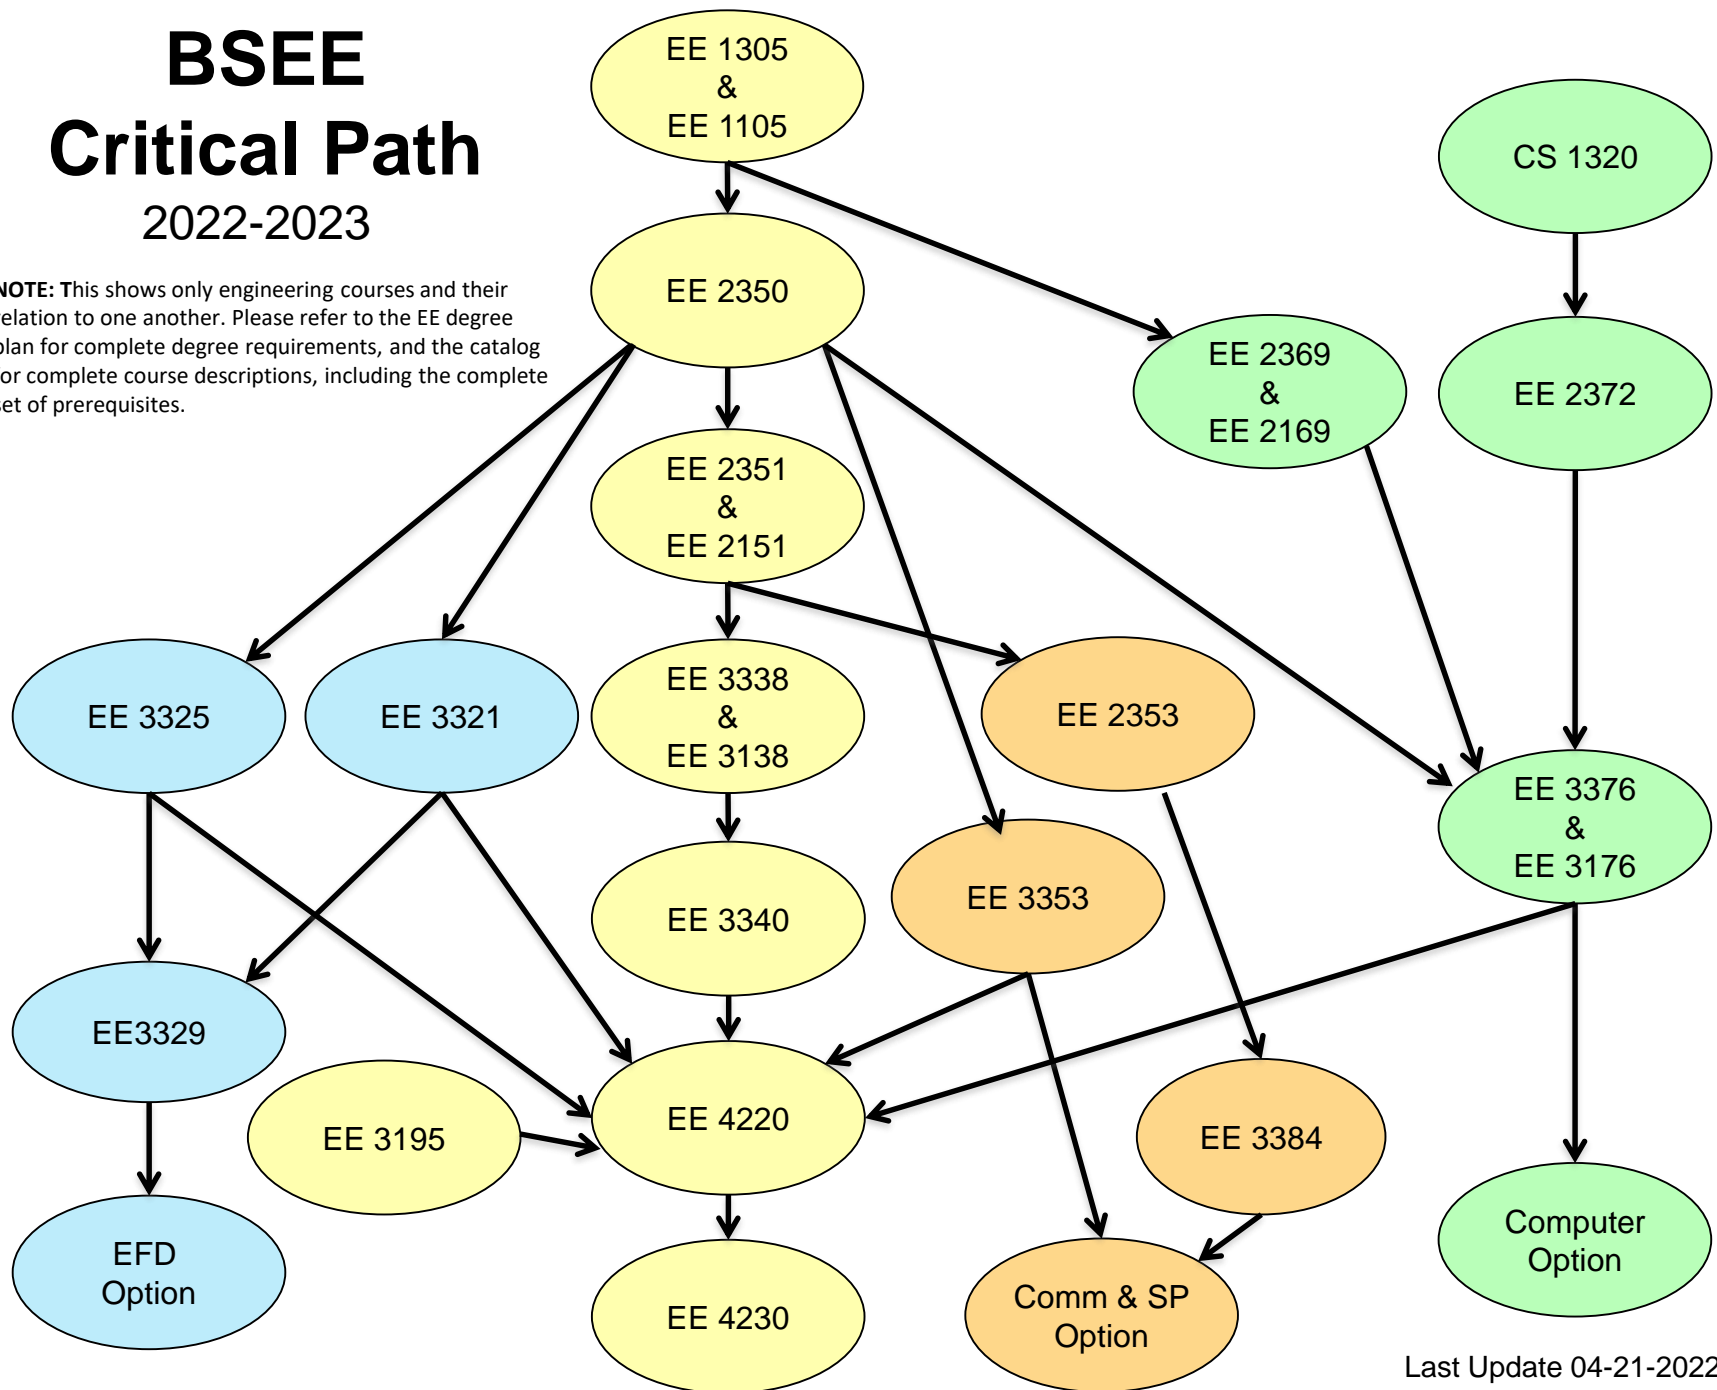 BSEE
Critical Path
2022-2023
NOTE: This shows only engineering courses and their
relation to one another. Please refer to the EE degree
plan for complete degree requirements, and the catalog
for complete course descriptions, including the complete
set of prerequisites.
EE 1305
&
EE 1105
CS 1320
EE 2350
EE 2369
&
EE 2169
EE 2372
EE 2351
&
EE 2151
EE 3325
EE 3321
EE 3338
&
EE 3138
EE 2353
EE 3376
&
EE 3176
EE 3340
EE 3353
EE3329
EE 3195
EE 4220
EE 3384
EFD
Option
EE 4230
Comm & SP
Option
Computer
Option
Last Update 04-21-2022